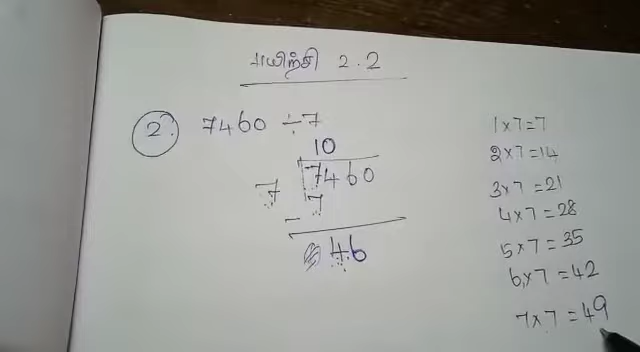 பயிற்சி 2.2
2. 7460 ÷ 7
10
7 7460
- 7
46
1 x 7 = 7
2 x 7 = 14
3 x 7 = 21
4 x 7 = 28
5 x 7 = 35
6 x 7 = 42
7 x 7 = 49